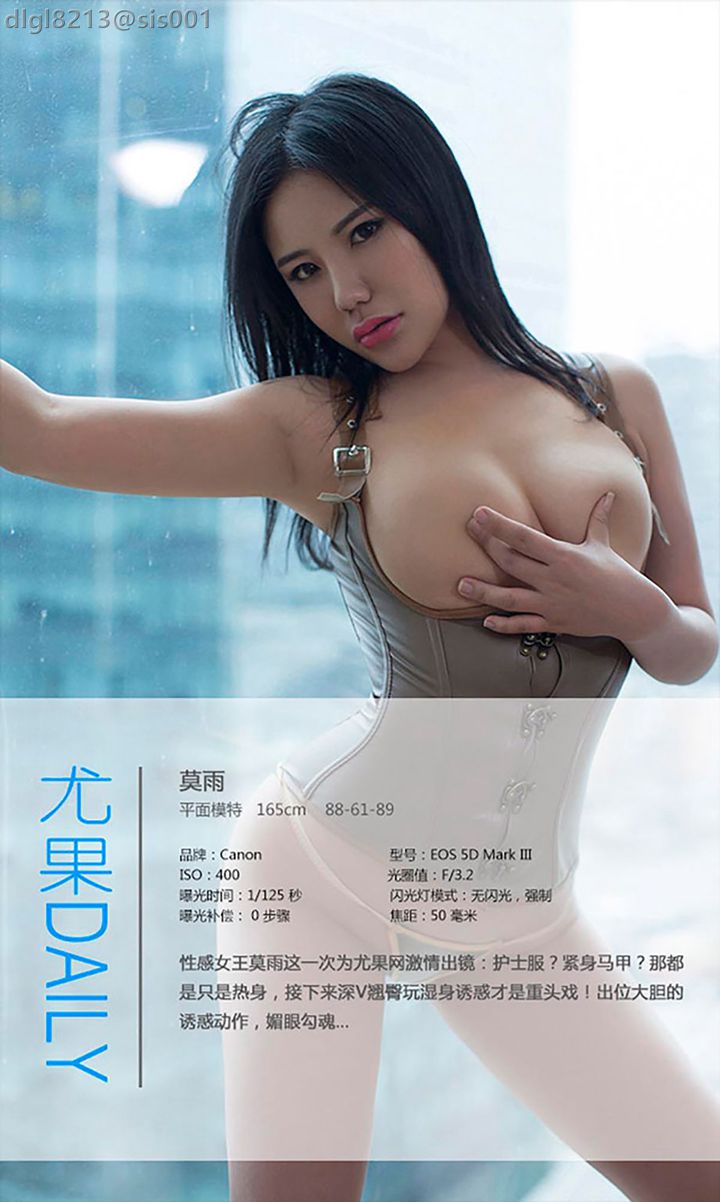 dlgl8213@sis001
尤果DAILY
莫雨
平面模特 165cm 88-61-89
品牌：Canon 型号：EOS 5D Mark III
ISO：400 光圈值：F/3.2
曝光时间：1/125 秒 闪光灯模式：无闪光，强制
曝光补偿： 0 步骤 焦距：50 毫米
性感女王莫雨这一次为尤果网激情出镜：护士服？紧身马甲？那都
是只是热身，接下来深V翘臀玩湿身诱惑才是重头戏！出位大胆的
诱惑动作，媚眼勾魂...